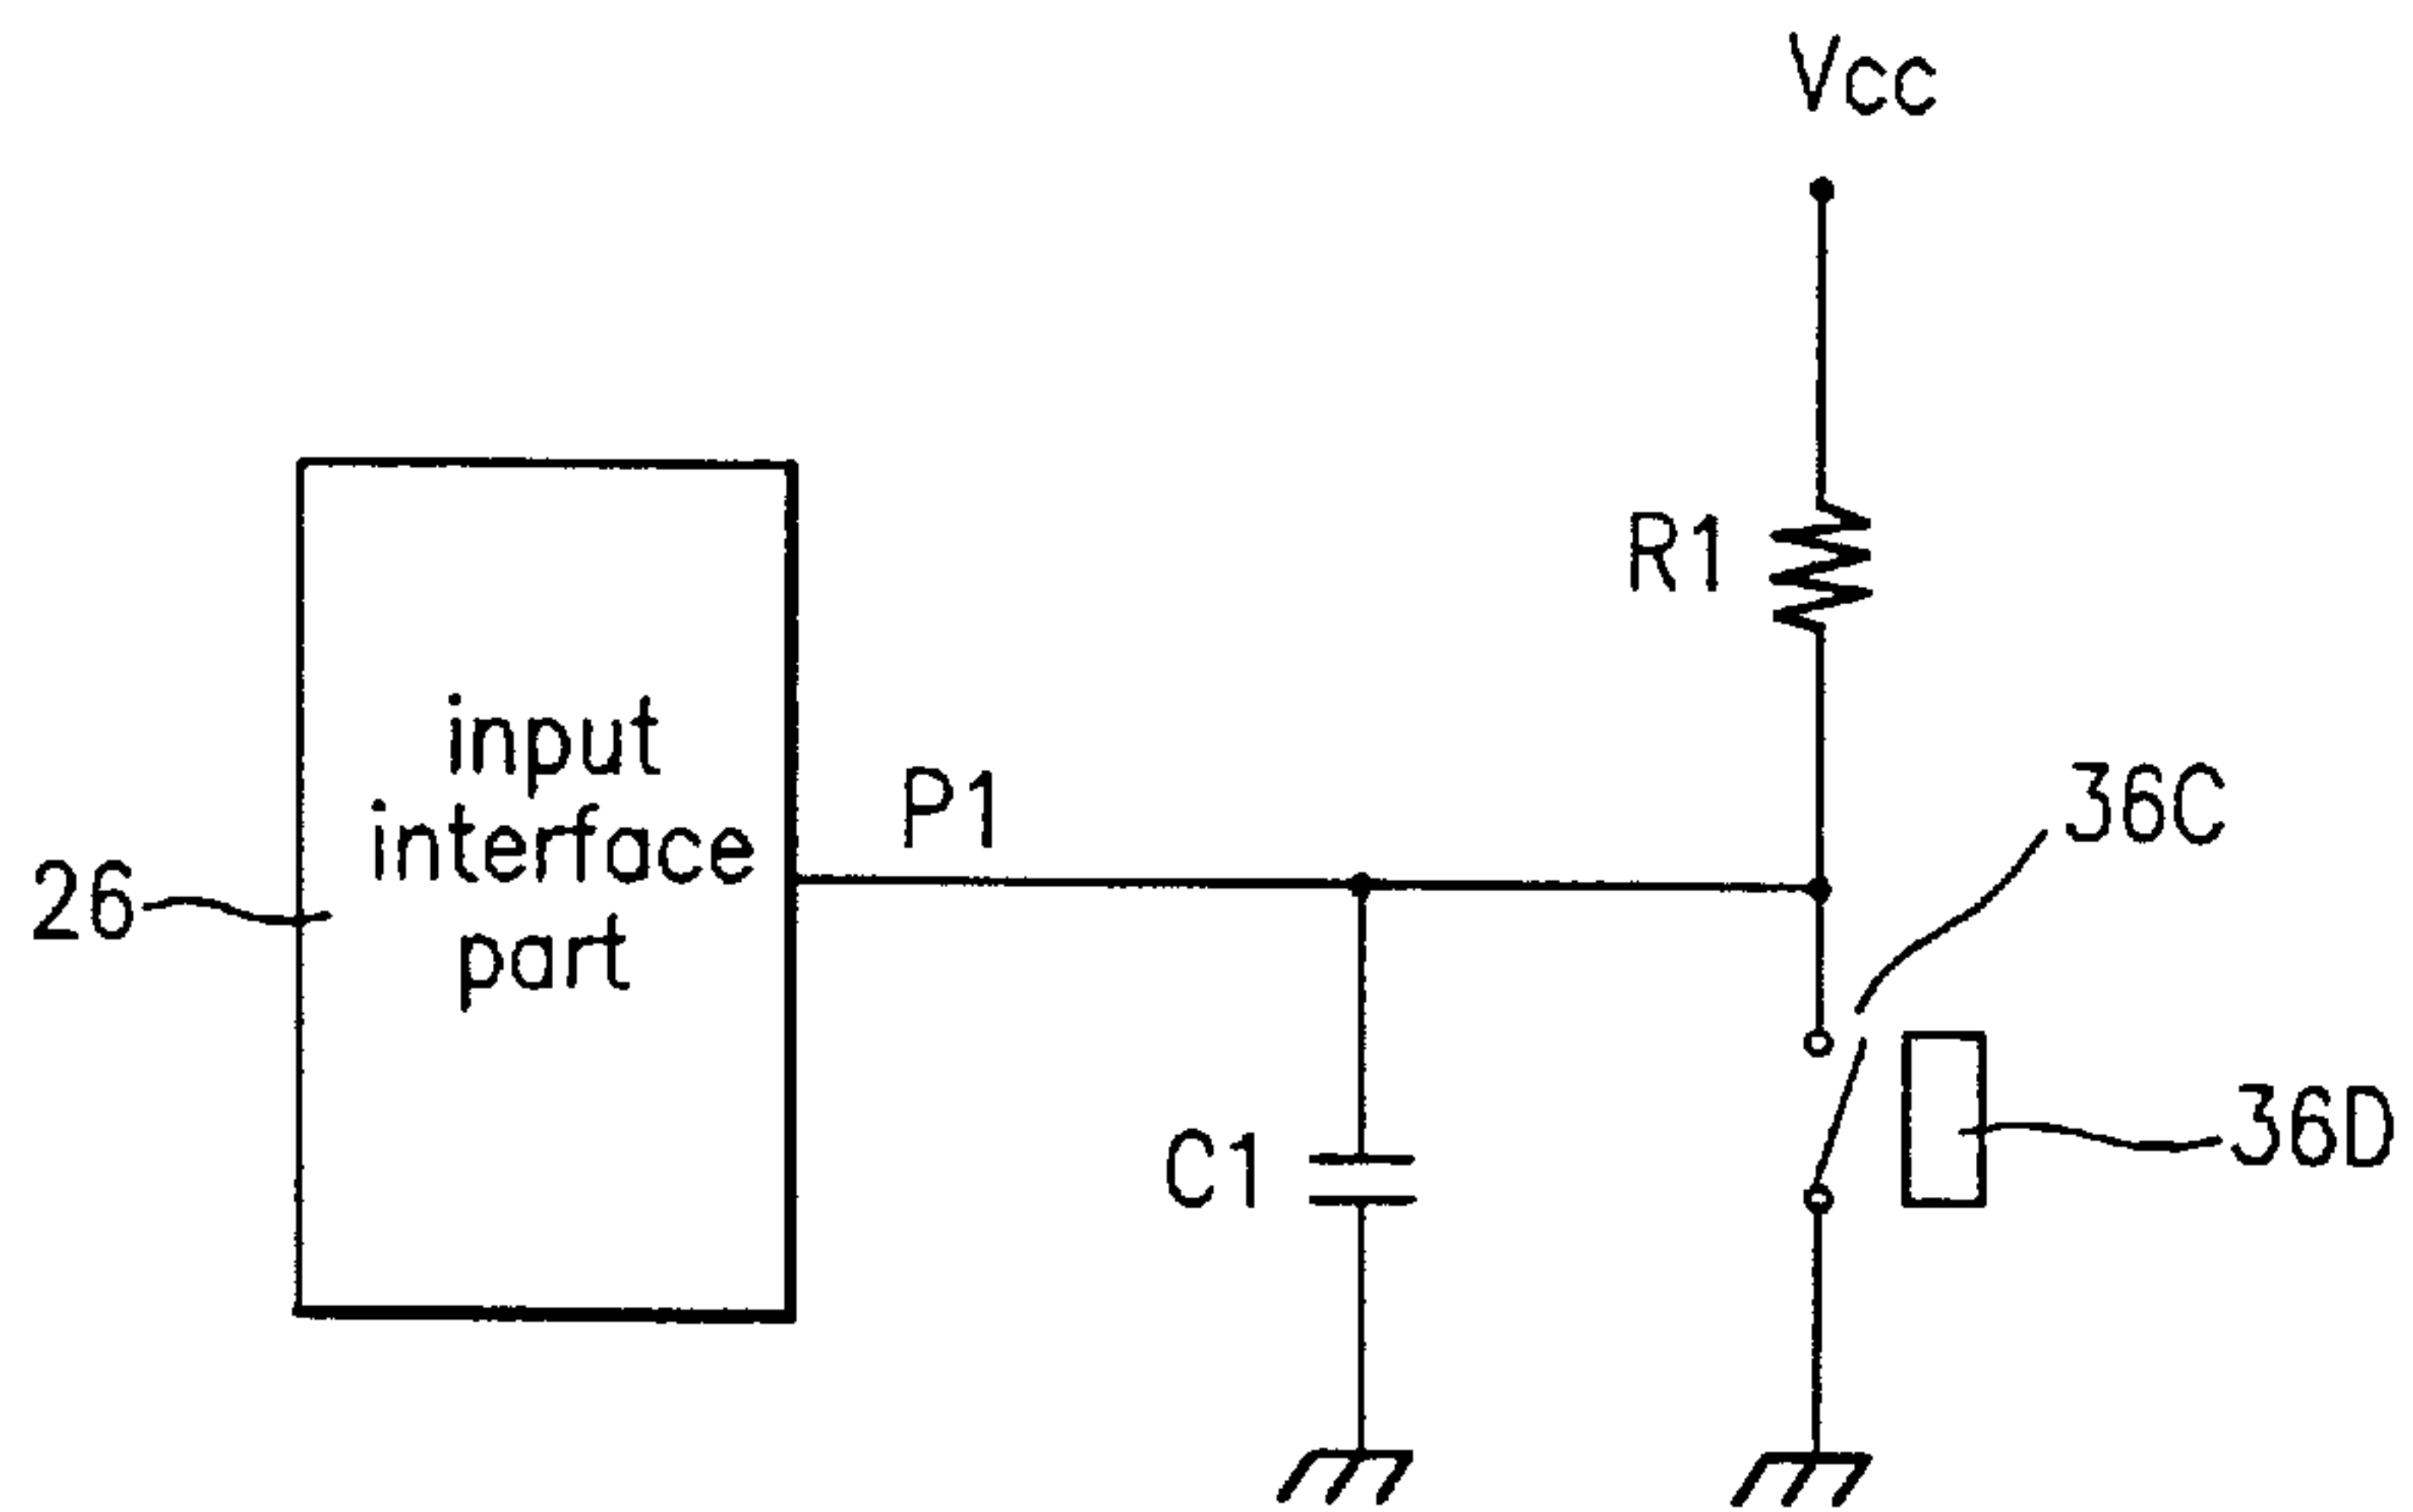 Vcc
R1
input
interface
part
P1
36C
26
C1
36D